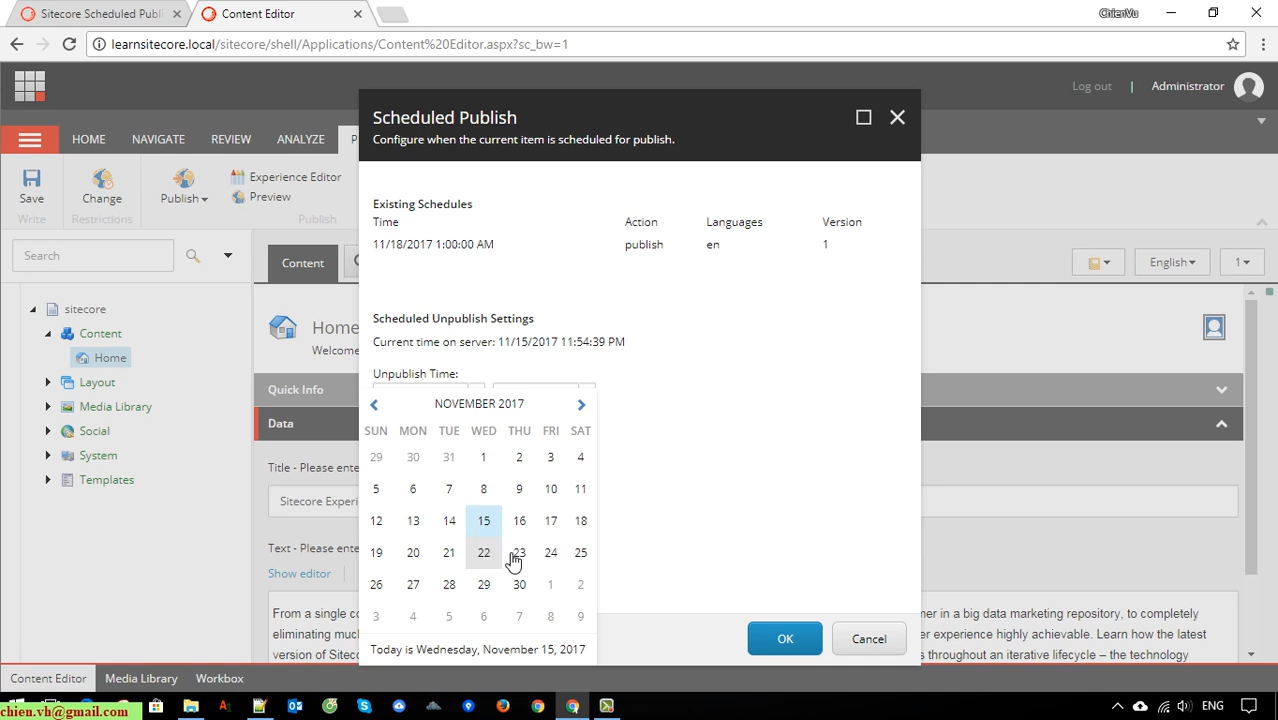 Sitecore Scheduled Publi
Content Editor
ChienVu
learnsitecore.local/sitecore/shell/Applications/Content%20Editor.aspx?sc_bw=1
Log out | Administrator
HOME NAVIGATE REVIEW ANALYZE P
Save
Write
Change
Restrictions
Publish
Experience Editor
Preview
Publish
Search
Content
English
1
sitecore
Content
Home
Layout
Media Library
Social
System
Templates
Home
Welcome
Quick Info
Data
Title - Please ente
Sitecore Experi
Text - Please ente
Show editor
From a single co
eliminating much
version of Siteco
mer in a big data marketing repository, to completely
er experience highly achievable. Learn how the latest
s throughout an iterative lifecycle – the technology
Scheduled Publish
Configure when the current item is scheduled for publish.
Existing Schedules
Time Action Languages Version
11/18/2017 1:00:00 AM publish en 1
Scheduled Unpublish Settings
Current time on server: 11/15/2017 11:54:39 PM
Unpublish Time:
NOVEMBER 2017
SUN MON TUE WED THU FRI SAT
29 30 31 1 2 3 4
5 6 7 8 9 10 11
12 13 14 15 16 17 18
19 20 21 22 23 24 25
26 27 28 29 30 1 2
3 4 5 6 7 8 9
Today is Wednesday, November 15, 2017
OK
Cancel
Content Editor
Media Library
Workbox
chien.vh@gmail.com
ENG